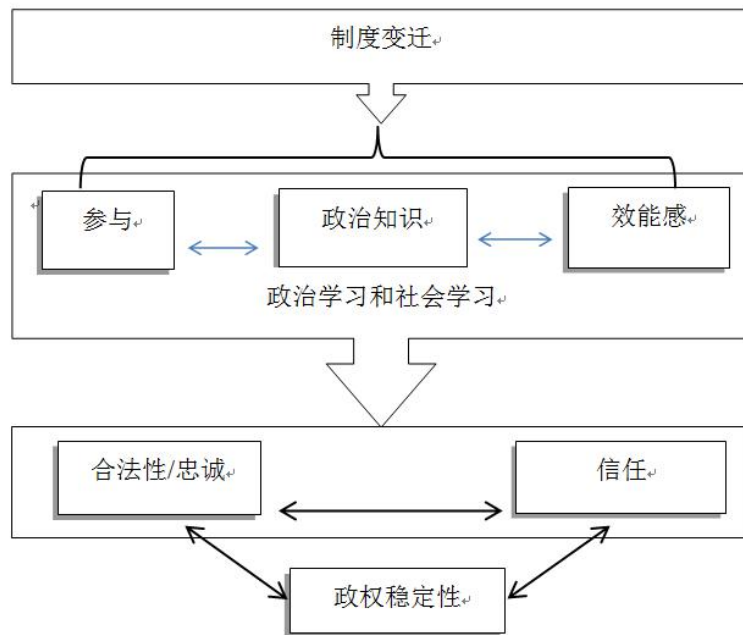 制度变迁
参与
政治知识
效能感
政治学习和社会学习
合法性/忠诚
信任
政权稳定性